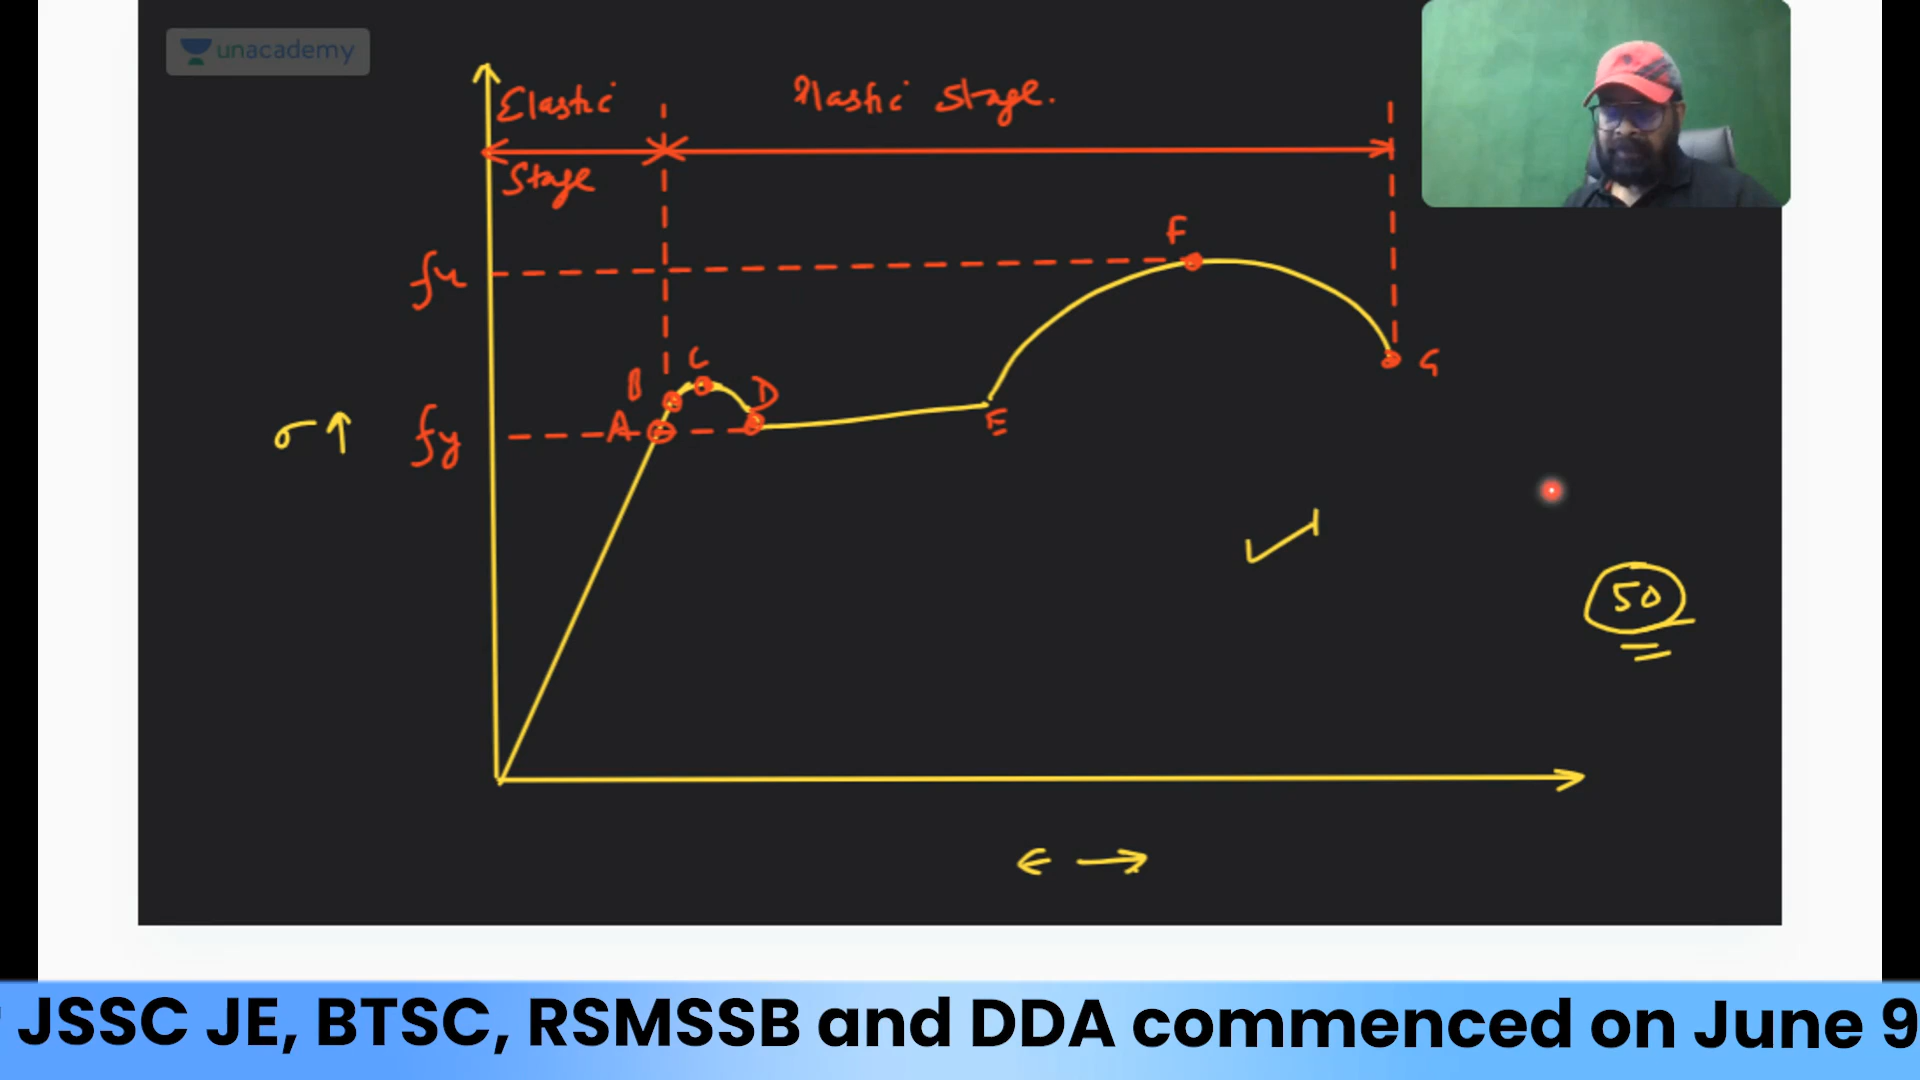 unacademy
Elastic
Plastic Stage.
Stage
F
fu
C
B
D
G
A
E
σ↑
fy
50
ϵ →
JSSC JE, BTSC, RSMSSB and DDA commenced on June 9